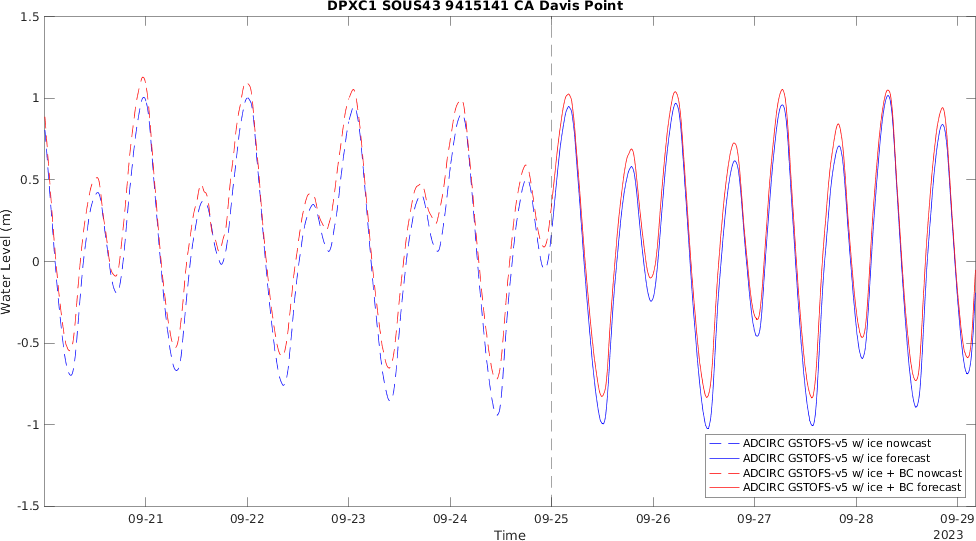 DPXC1 SOUS43 9415141 CA Davis Point
1.5
1
0.5
0
-0.5
-1
-1.5
Water Level (m)
09-21 09-22 09-23 09-24 09-25 09-26 09-27 09-28 09-29
Time
2023
ADCIRC GSTOFS-v5 w/ ice nowcast
ADCIRC GSTOFS-v5 w/ ice forecast
ADCIRC GSTOFS-v5 w/ ice + BC nowcast
ADCIRC GSTOFS-v5 w/ ice + BC forecast